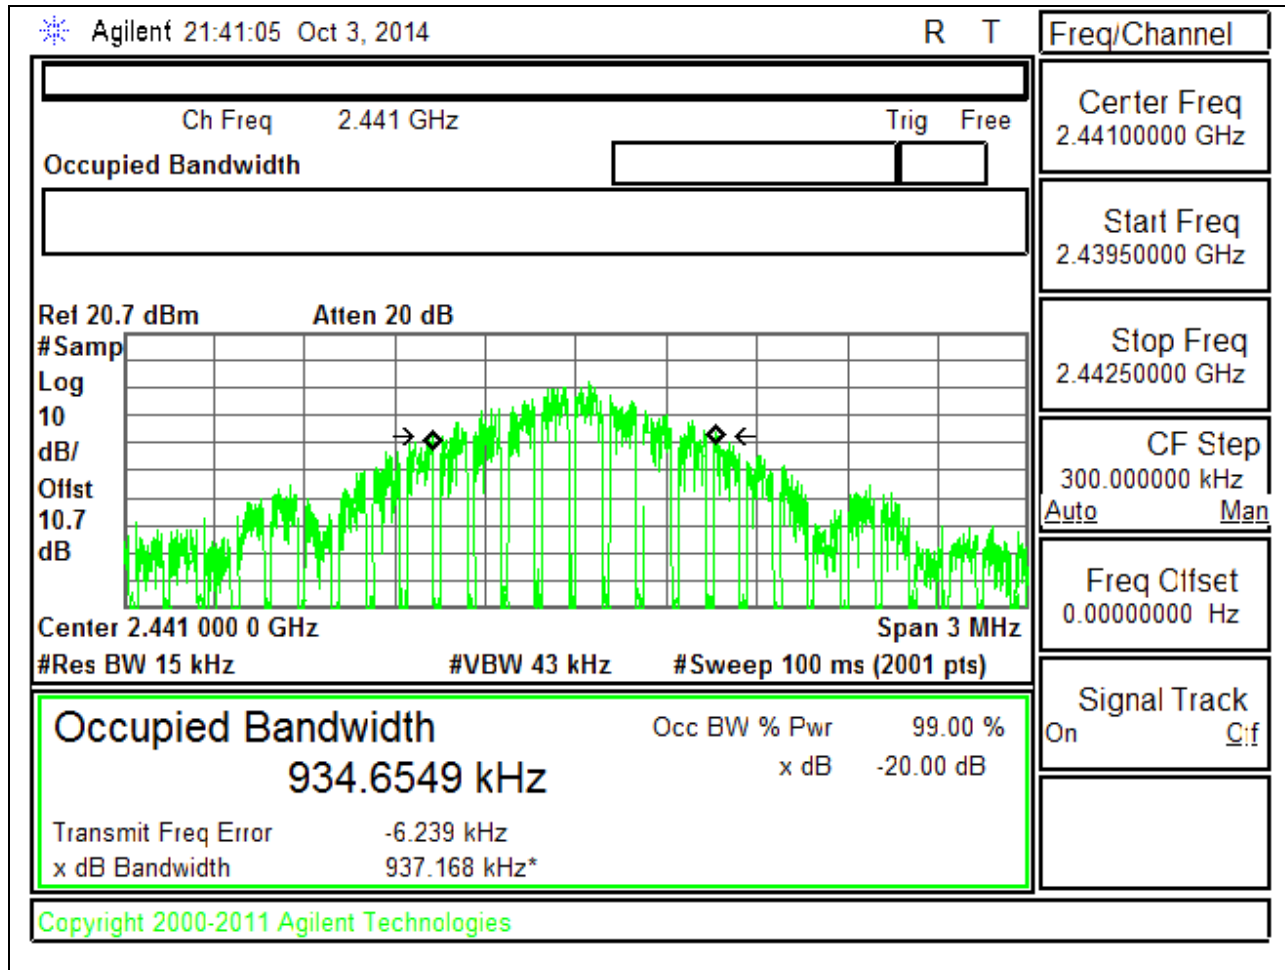 Agilent 21:41:05 Oct 3, 2014 R T
Freq/Channel
Ch Freq 2.441 GHz Trig Free
Occupied Bandwidth
Center Freq
2.44100000 GHz
Start Freq
2.43950000 GHz
Stop Freq
2.44250000 GHz
CF Step
300.000000 kHz
Auto Man
Freq Offset
0.00000000 Hz
Signal Track
On Off
Ref 20.7 dBm Atten 20 dB
#Samp
Log
10
dB/
Offst
10.7
dB
Center 2.441 000 0 GHz Span 3 MHz
#Res BW 15 kHz #VBW 43 kHz #Sweep 100 ms (2001 pts)
Occupied Bandwidth
934.6549 kHz
Occ BW % Pwr 99.00 %
x dB -20.00 dB
Transmit Freq Error -6.239 kHz
x dB Bandwidth 937.168 kHz*
Copyright 2000-2011 Agilent Technologies